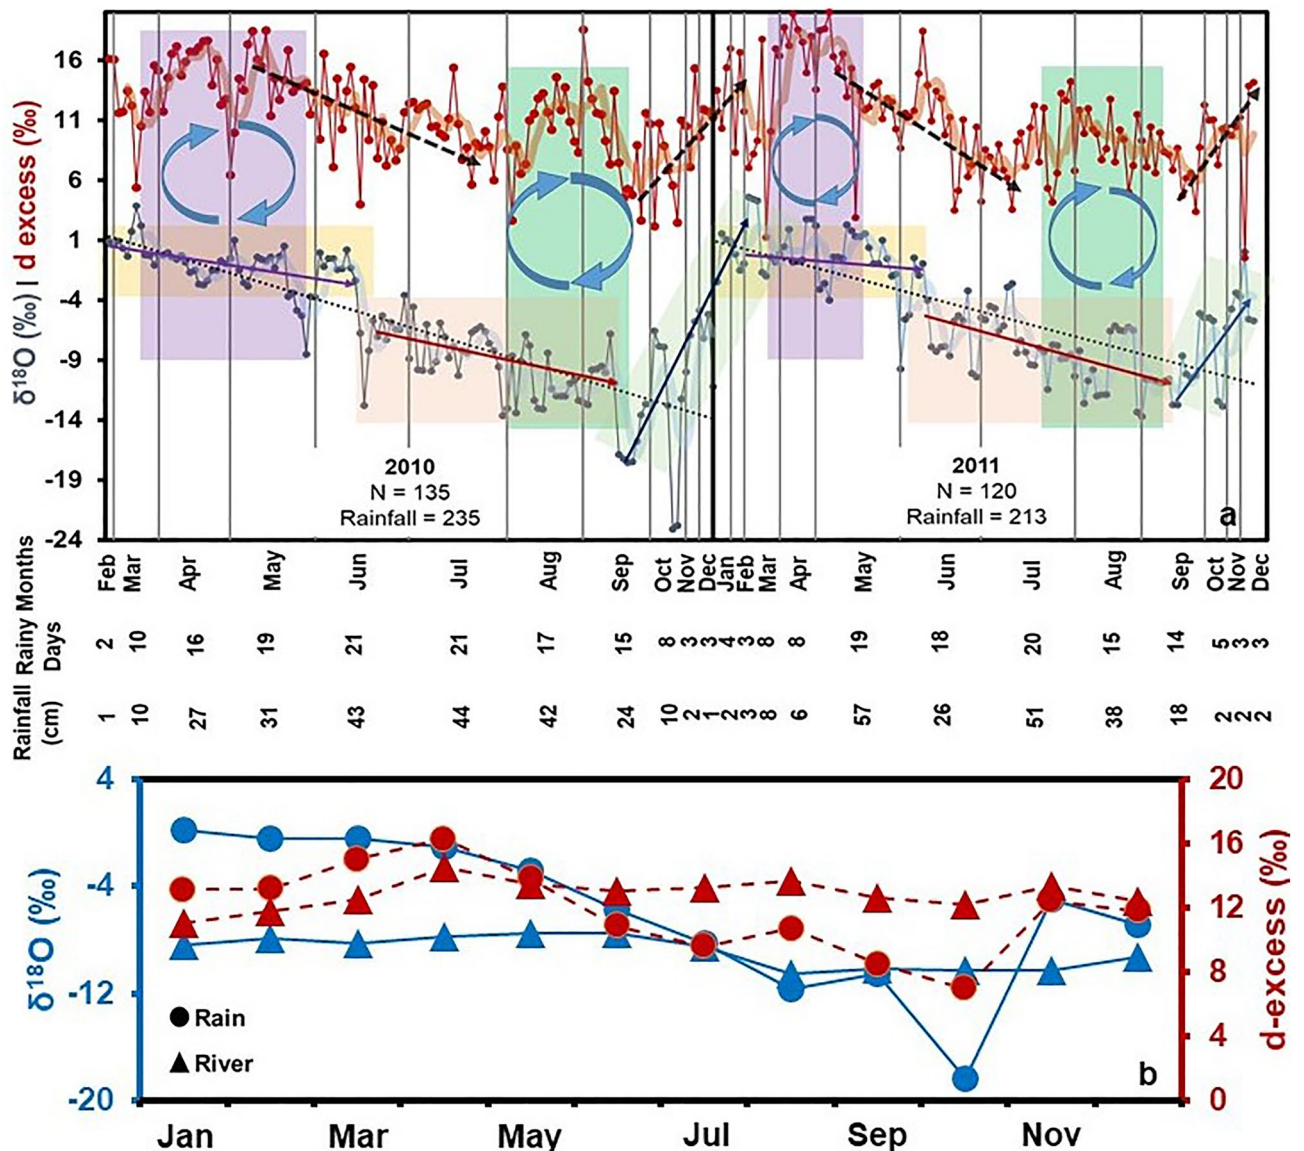 16
11
6
1
-4
-9
-14
-19
-24
δ¹⁸O (‰) | d excess (‰)
2010
N = 135
Rainfall = 235
2011
N = 120
Rainfall = 213
a
Months Feb Mar Apr May Jun Jul Aug Sep Oct Nov Dec Jan Feb Mar Apr May Jun Jul Aug Sep Oct Nov Dec
Rainy Days 2 10 16 19 21 21 17 15 8 3 3 4 3 8 8 19 18 20 15 14 5 3 3
Rainfall (cm) 1 10 27 31 43 44 42 24 10 2 1 2 3 8 6 57 26 51 38 18 2 2 2
4
-4
-12
-20
δ¹⁸O (‰)
20
16
12
8
4
0
d-excess (‰)
Rain
River
b
Jan Mar May Jul Sep Nov